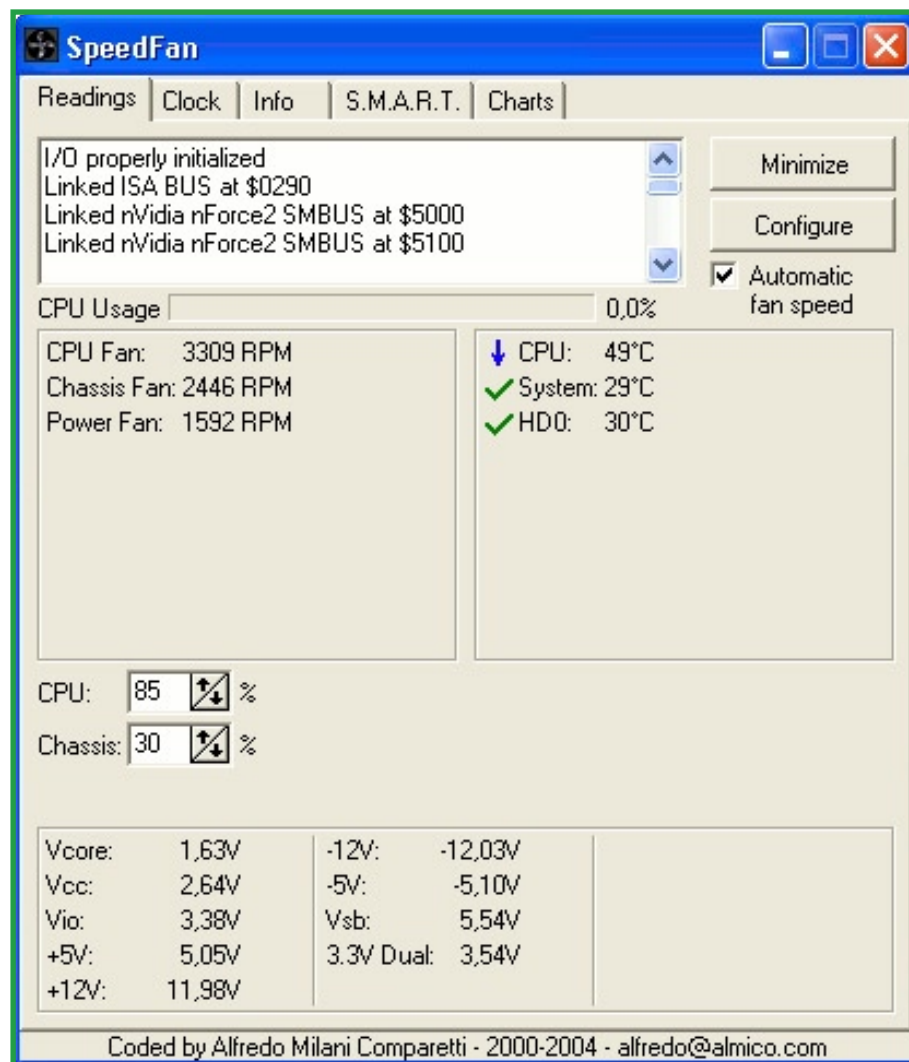 SpeedFan
Readings Clock Info S.M.A.R.T. Charts
I/O properly initialized
Linked ISA BUS at $0290
Linked nVidia nForce2 SMBUS at $5000
Linked nVidia nForce2 SMBUS at $5100
Minimize
Configure
Automatic
fan speed
CPU Usage 0,0%
CPU Fan: 3309 RPM
Chassis Fan: 2446 RPM
Power Fan: 1592 RPM
CPU: 49°C
System: 29°C
HD0: 30°C
CPU: 85 %
Chassis: 30 %
Vcore: 1,63V
Vcc: 2,64V
Vio: 3,38V
+5V: 5,05V
+12V: 11,98V
-12V: -12,03V
-5V: -5,10V
Vsb: 5,54V
3.3V Dual: 3,54V
Coded by Alfredo Milani Comparetti - 2000-2004 - alfredo@almico.com